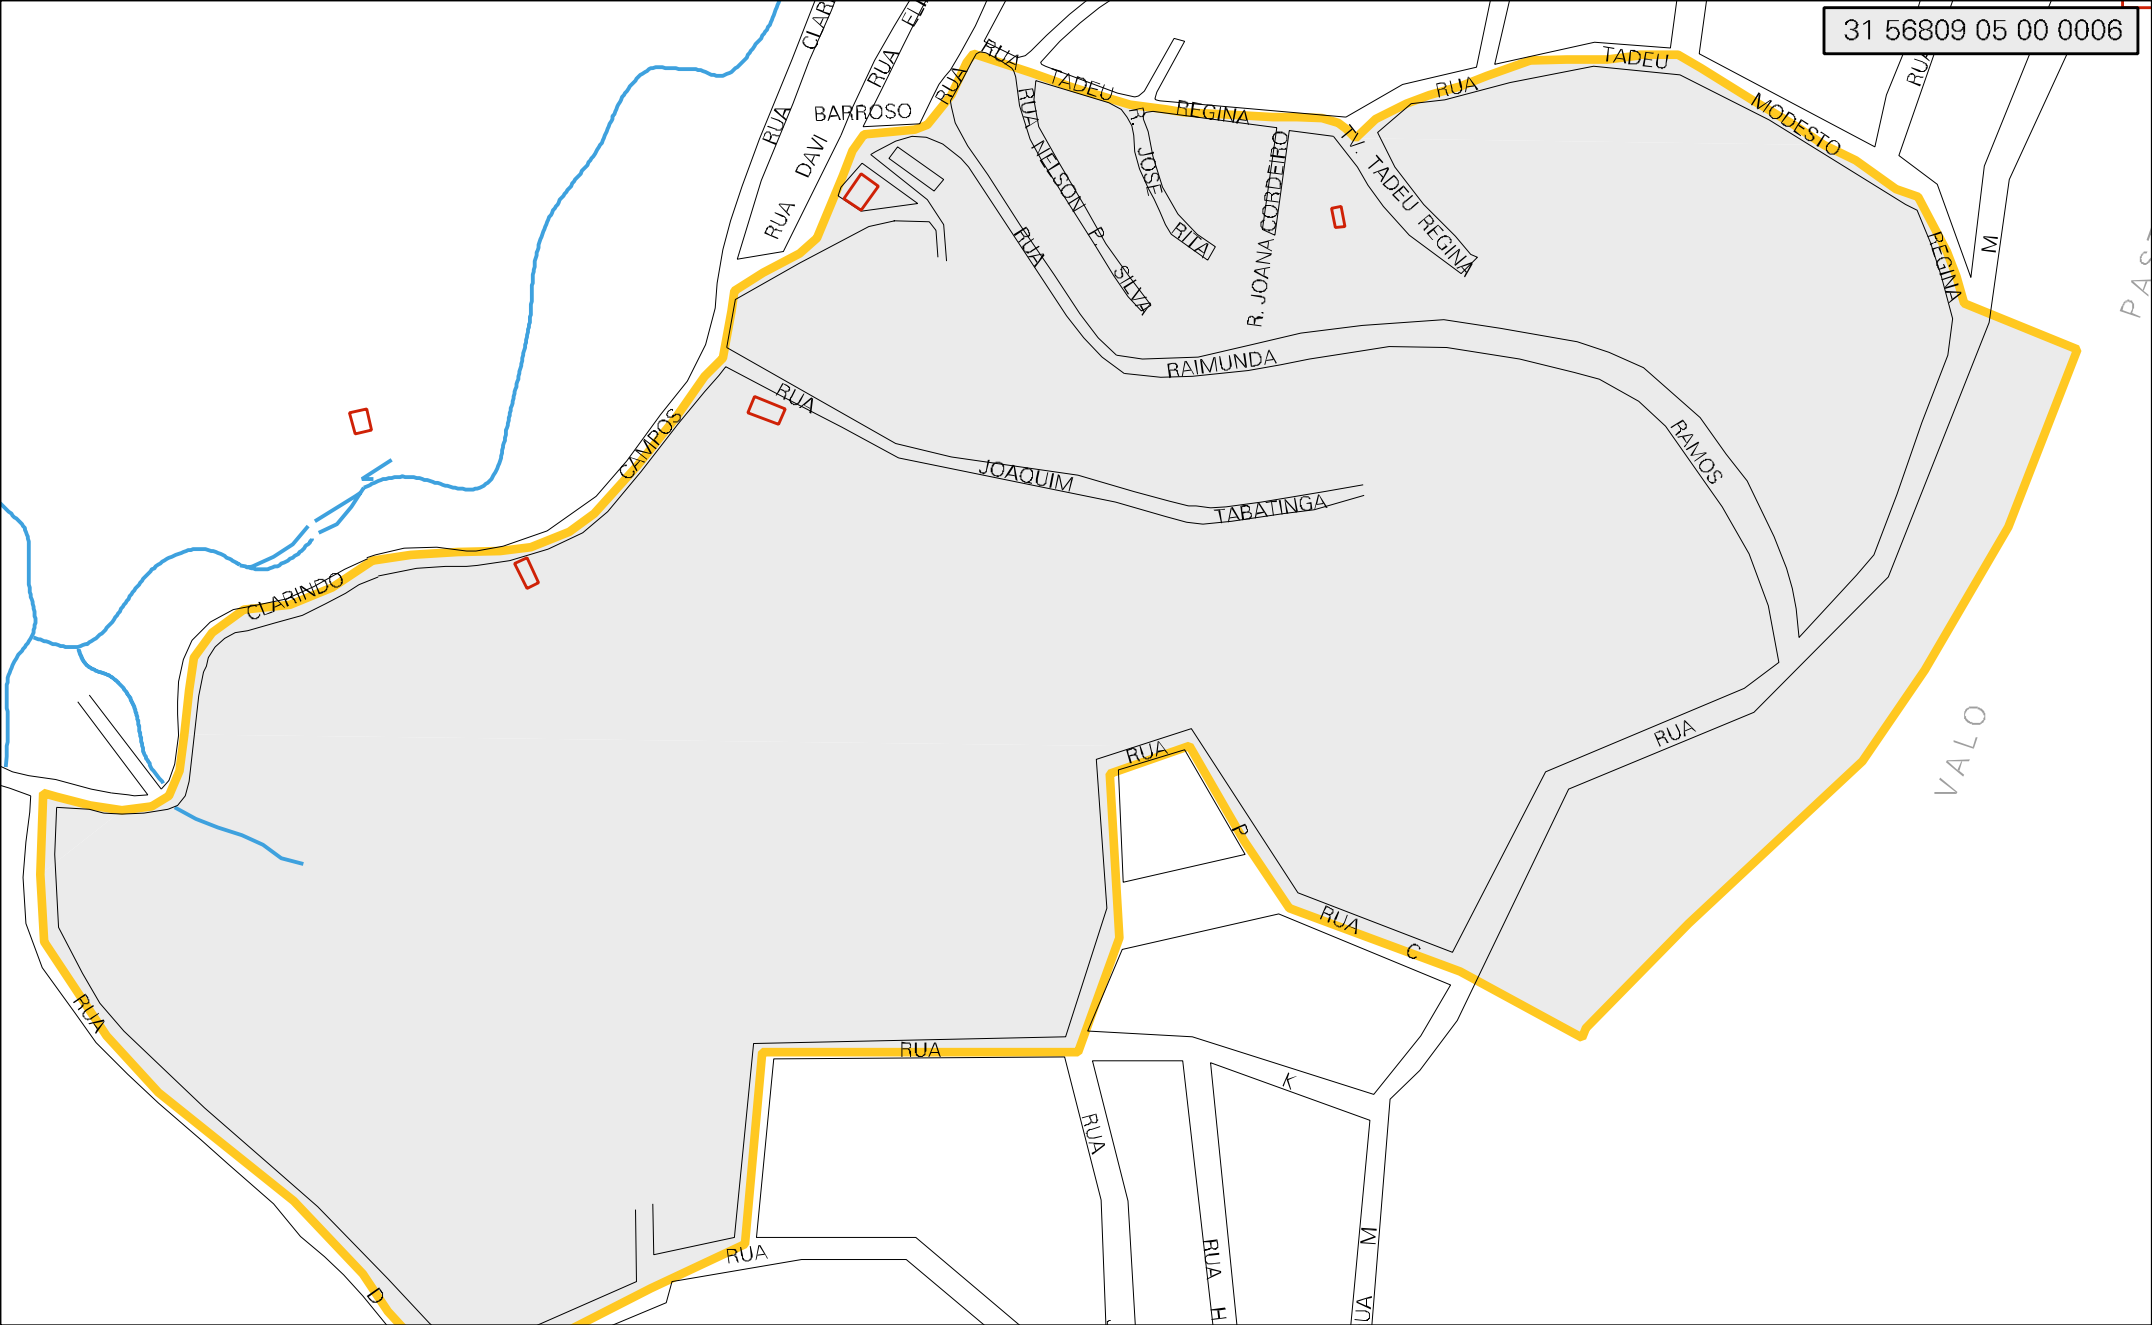 31 56809 05 00 0006
RUA CLAR
RUA DAVI
RUA
BARROSO
RUA
RUA TADEU REGINA
RUA TADEU MODESTO REGINA
RUA
M
RUA NELSON P. SILVA
R. JOSE RITA
R. JOANA CORDEIRO
TV. TADEU REGINA
RUA RAIMUNDA RAMOS
RUA JOAQUIM TABATINGA
CLARINDO CAMPOS
VALO
RUA
RUA P
RUA C
RUA D
RUA
RUA
RUA
K
RUA H
M